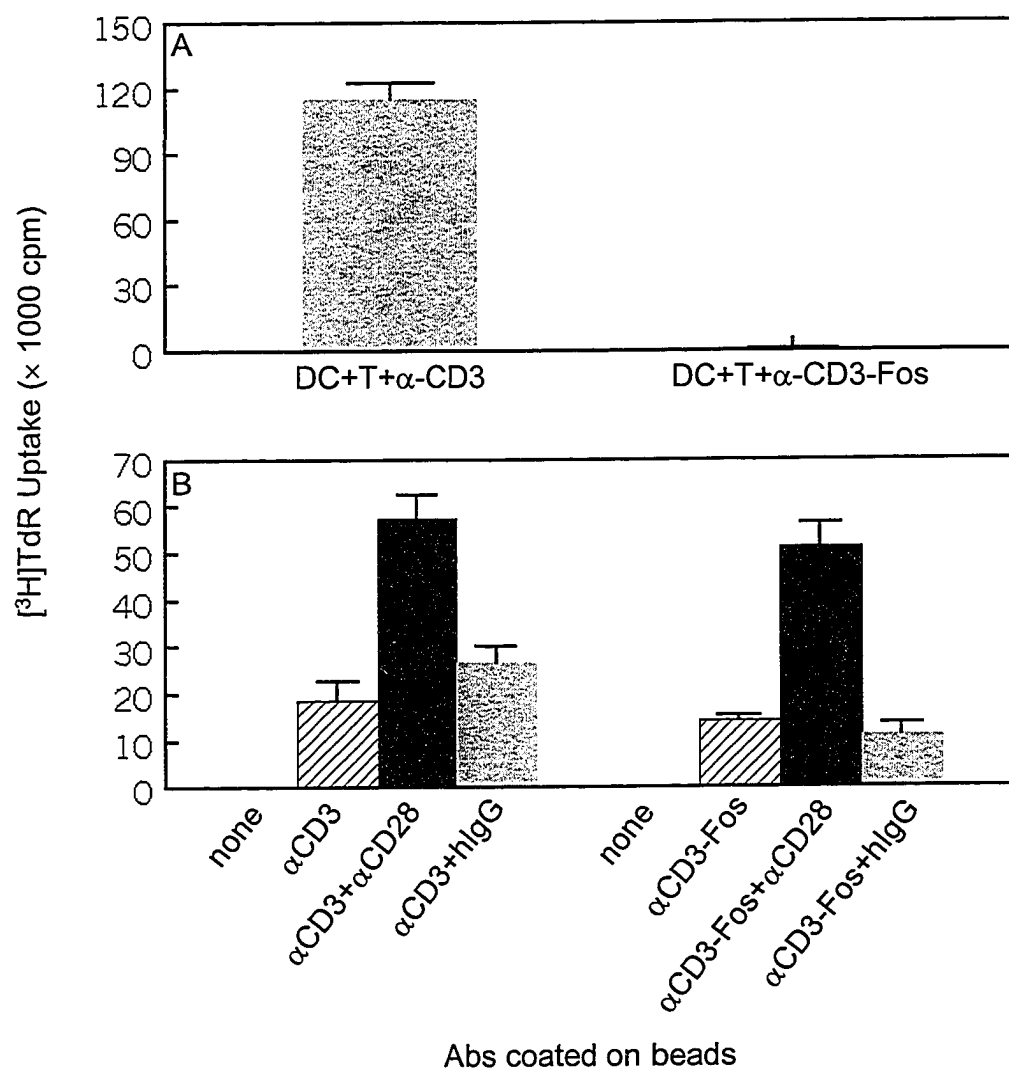 [³H]TdR Uptake (× 1000 cpm)
A
150
120
90
60
30
0
DC+T+α-CD3
DC+T+α-CD3-Fos
B
70
60
50
40
30
20
10
0
none
αCD3
αCD3+αCD28
αCD3+hIgG
none
αCD3-Fos
αCD3-Fos+αCD28
αCD3-Fos+hIgG
Abs coated on beads